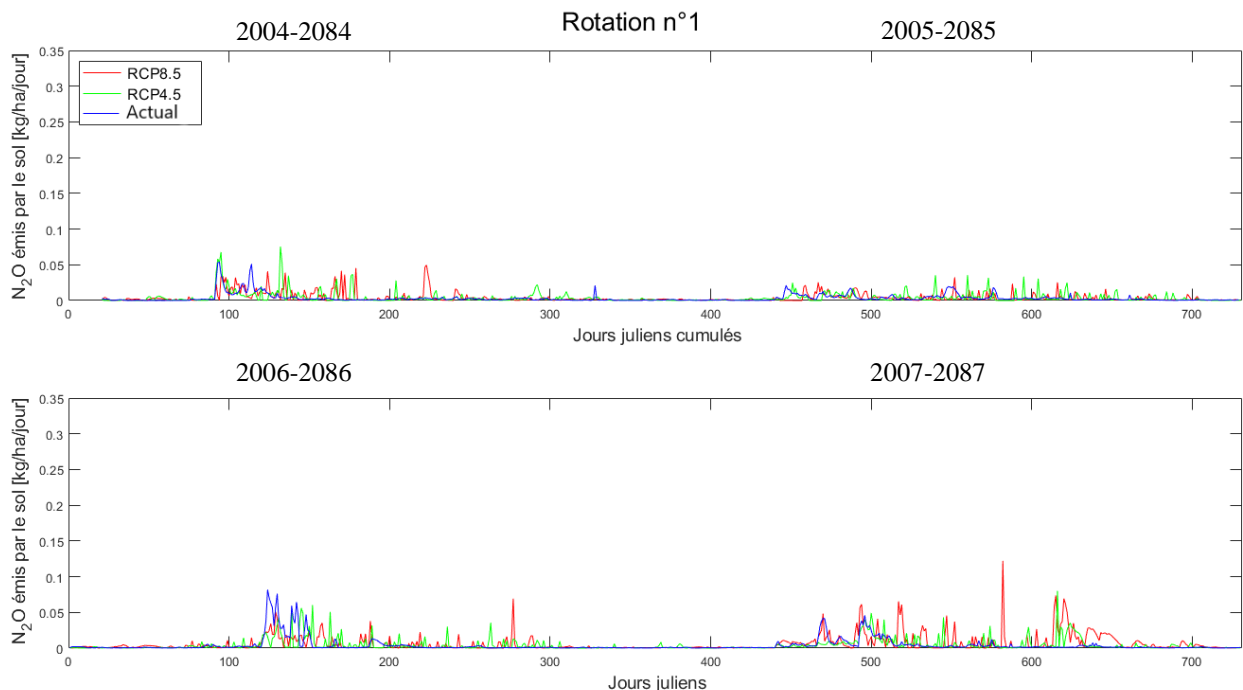 Rotation n°1
2004-2084
2005-2085
0.35
0.3
0.25
0.2
0.15
0.1
0.05
0
N2O émis par le sol [kg/ha/jour]
RCP8.5
RCP4.5
Actual
0 100 200 300 400 500 600 700
Jours juliens cumulés
2006-2086
2007-2087
0.35
0.3
0.25
0.2
0.15
0.1
0.05
0
N2O émis par le sol [kg/ha/jour]
0 100 200 300 400 500 600 700
Jours juliens